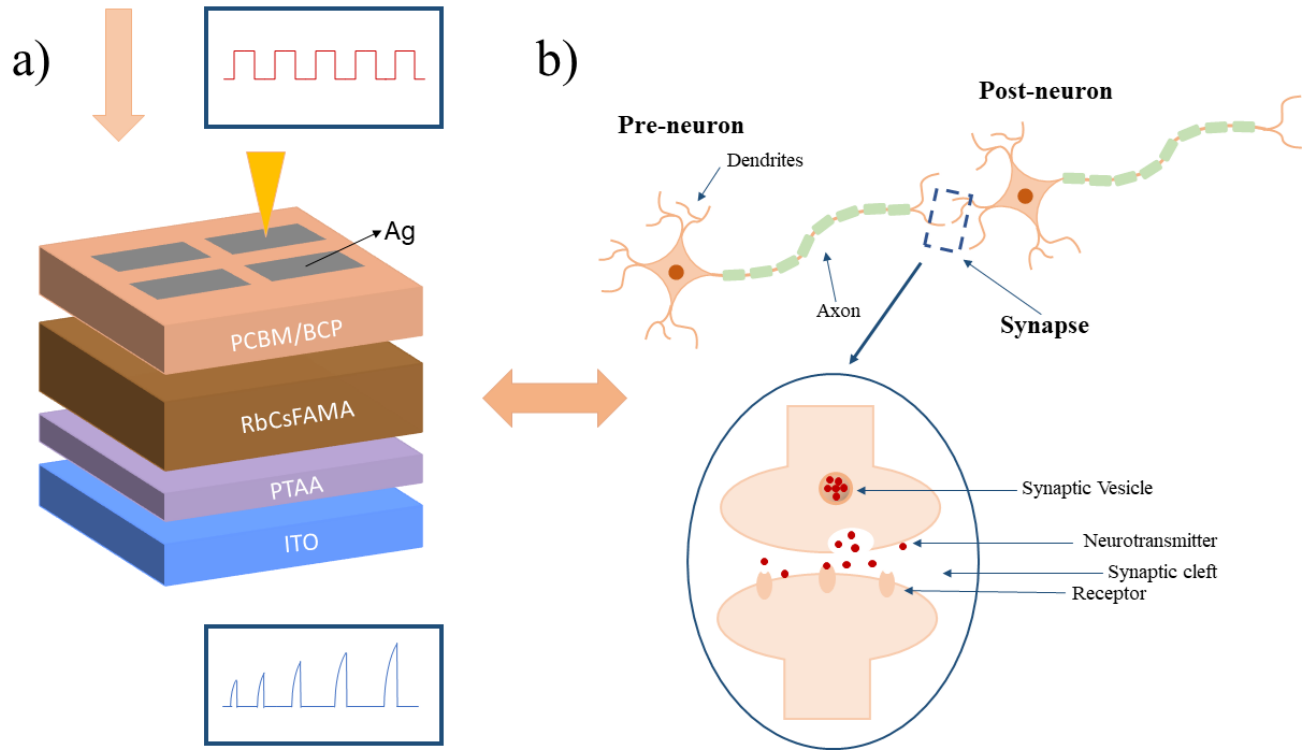 a)
Ag
PCBM/BCP
RbCsFAMA
PTAA
ITO
b)
Pre-neuron
Post-neuron
Dendrites
Axon
Synapse
Synaptic Vesicle
Neurotransmitter
Synaptic cleft
Receptor